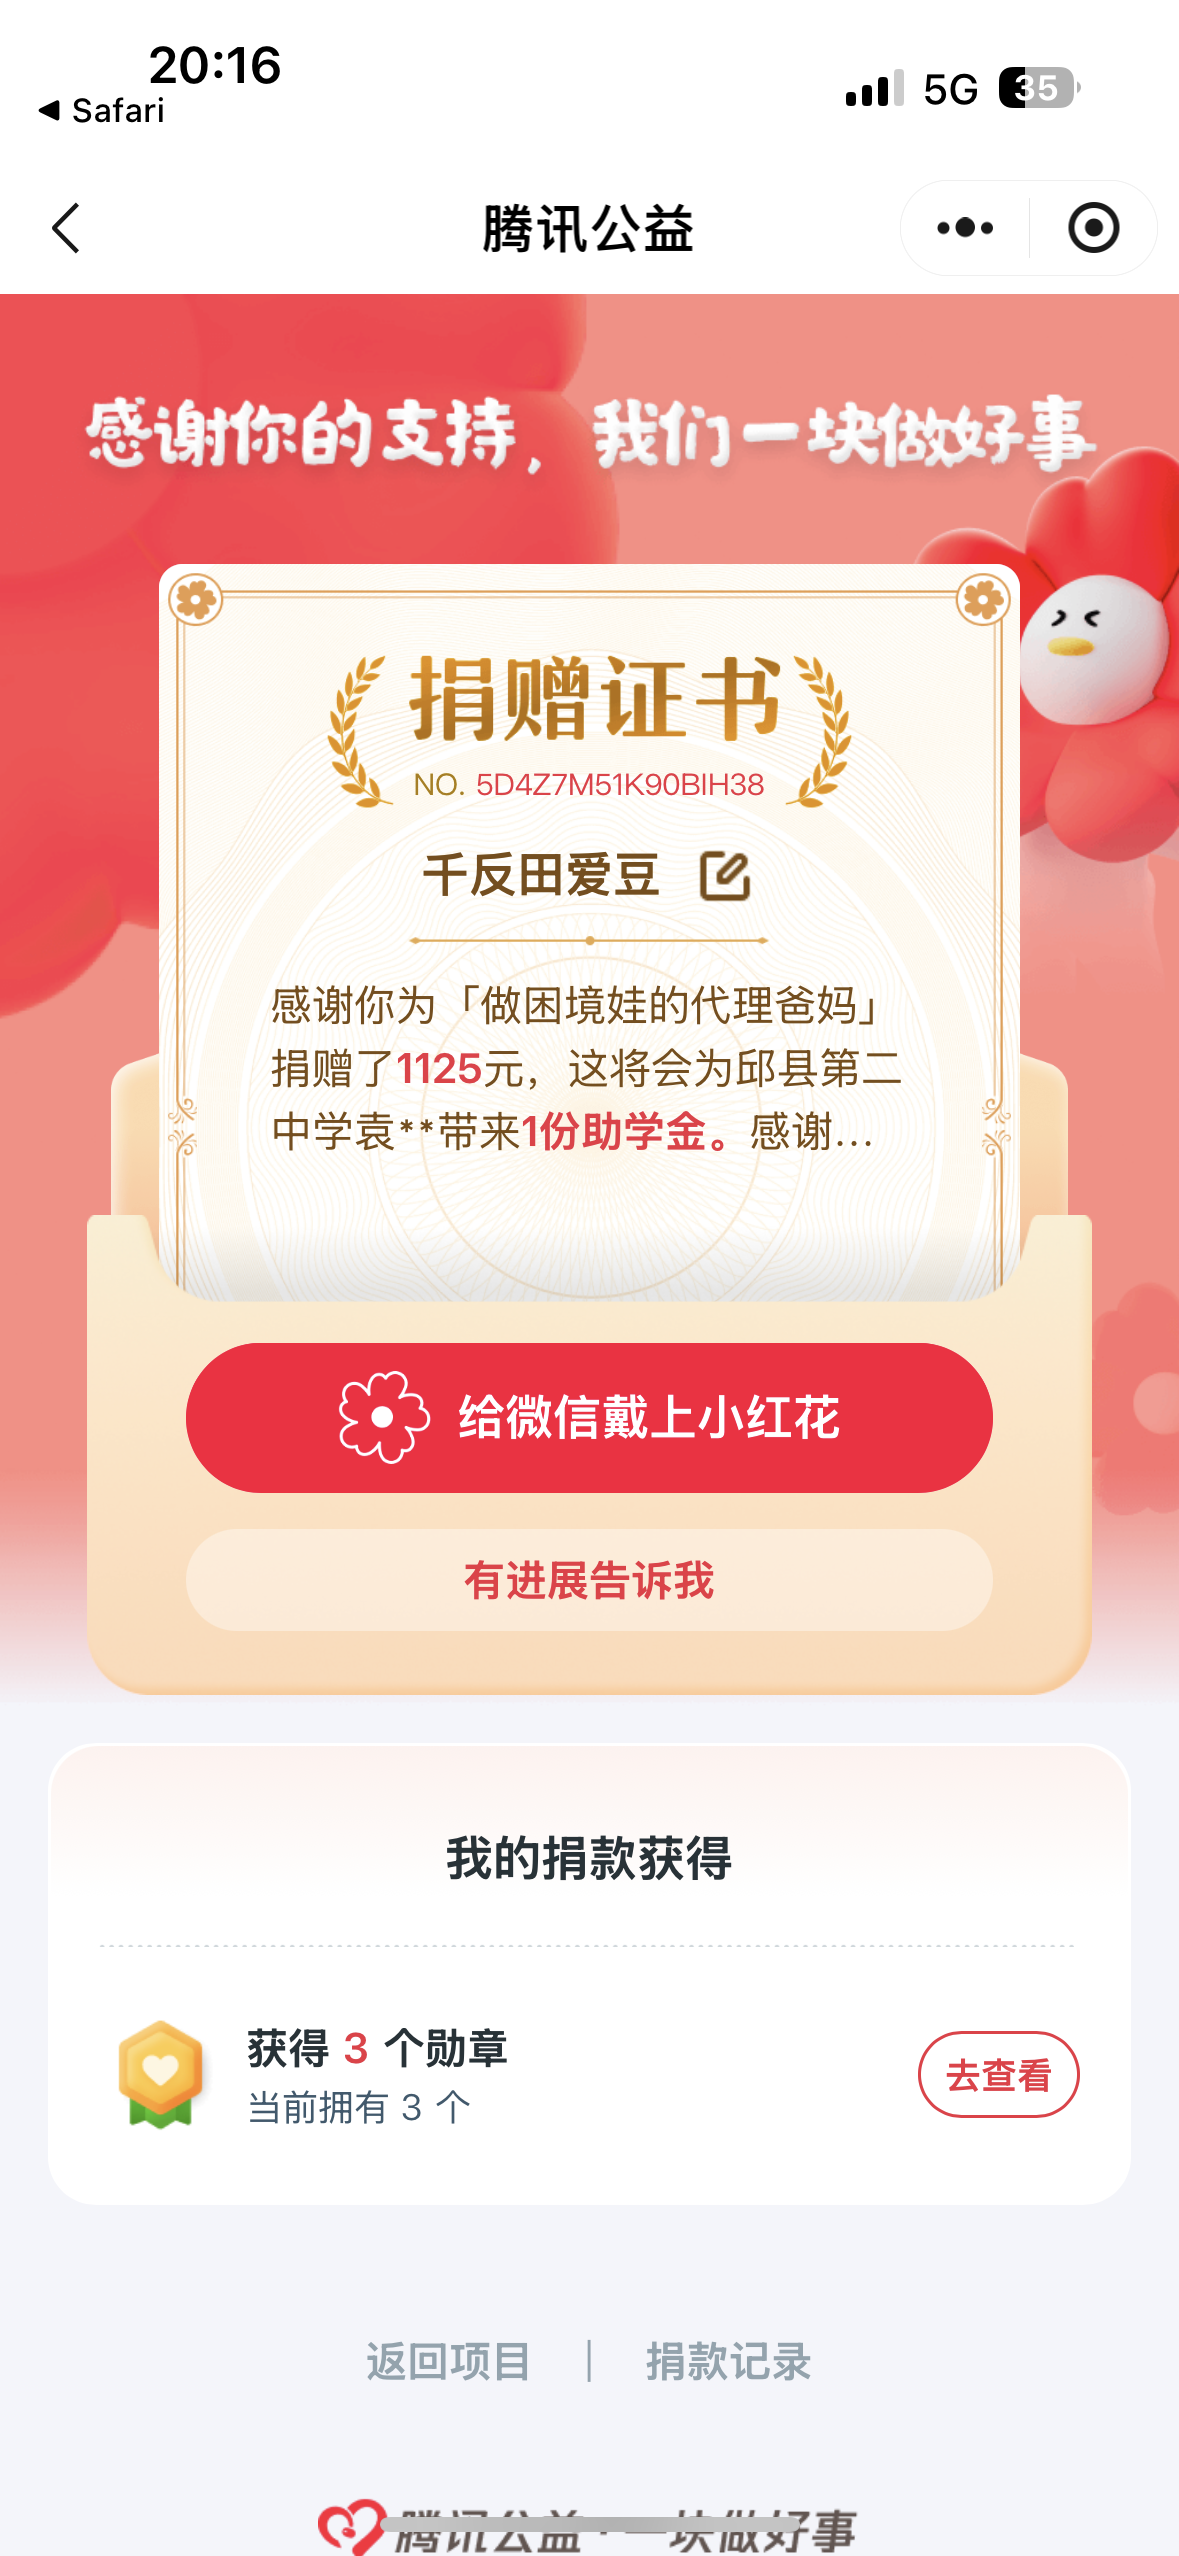 20:16
Safari
5G
35
腾讯公益
感谢你的支持，我们一块做好事
捐赠证书
NO. 5D4Z7M51K90BIH38
千反田爱豆
感谢你为「做困境娃的代理爸妈」
捐赠了1125元，这将会为邱县第二
中学袁**带来1份助学金。感谢...
给微信戴上小红花
有进展告诉我
我的捐款获得
获得 3 个勋章
当前拥有 3 个
去查看
返回项目 | 捐款记录
腾讯公益·一块做好事